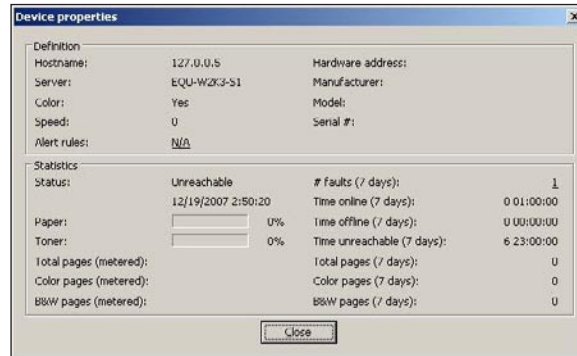 Device properties
Definition
Hostname: 127.0.0.5 Hardware address:
Server: EQU-W2K3-S1 Manufacturer:
Color: Yes Model:
Speed: 0 Serial #:
Alert rules: N/A
Statistics
Status: Unreachable # faults (7 days): 1
12/19/2007 2:50:20 Time online (7 days): 0 01:00:00
Paper: 0% Time offline (7 days): 0 00:00:00
Toner: 0% Time unreachable (7 days): 6 23:00:00
Total pages (metered): Total pages (7 days): 0
Color pages (metered): Color pages (7 days): 0
B&W pages (metered): B&W pages (7 days): 0
Close